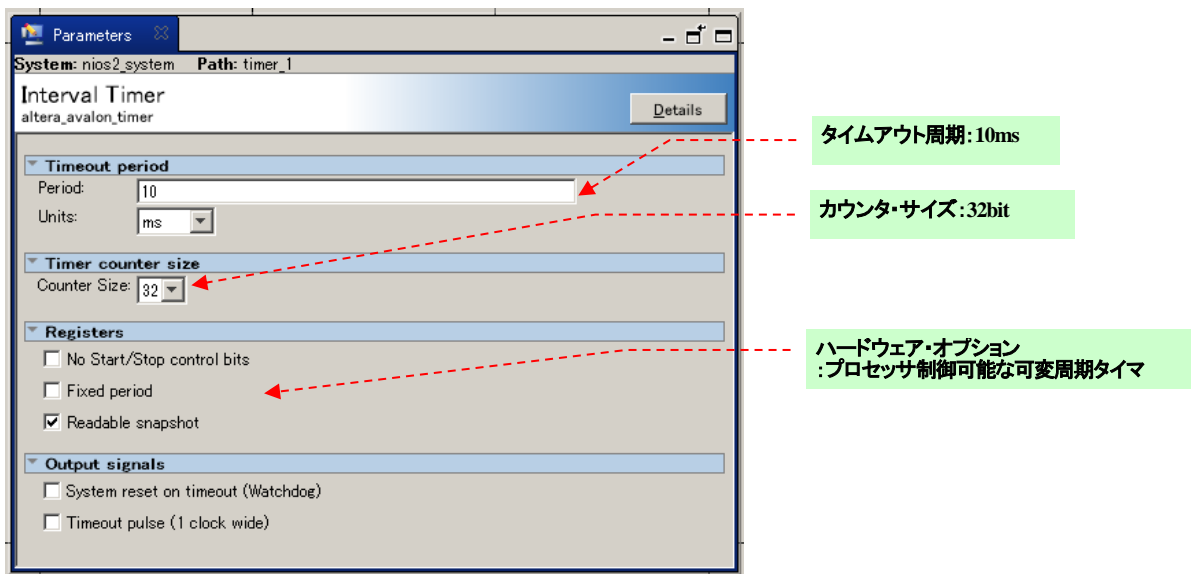 Parameters
System: nios2_system Path: timer_1
Interval Timer
altera_avalon_timer
Details
Timeout period
Period: 10
Units: ms
Timer counter size
Counter Size: 32
Registers
No Start/Stop control bits
Fixed period
Readable snapshot
Output signals
System reset on timeout (Watchdog)
Timeout pulse (1 clock wide)
タイムアウト周期：10ms
カウンタ・サイズ：32bit
ハードウェア・オプション
：プロセッサ制御可能な可変周期タイマ